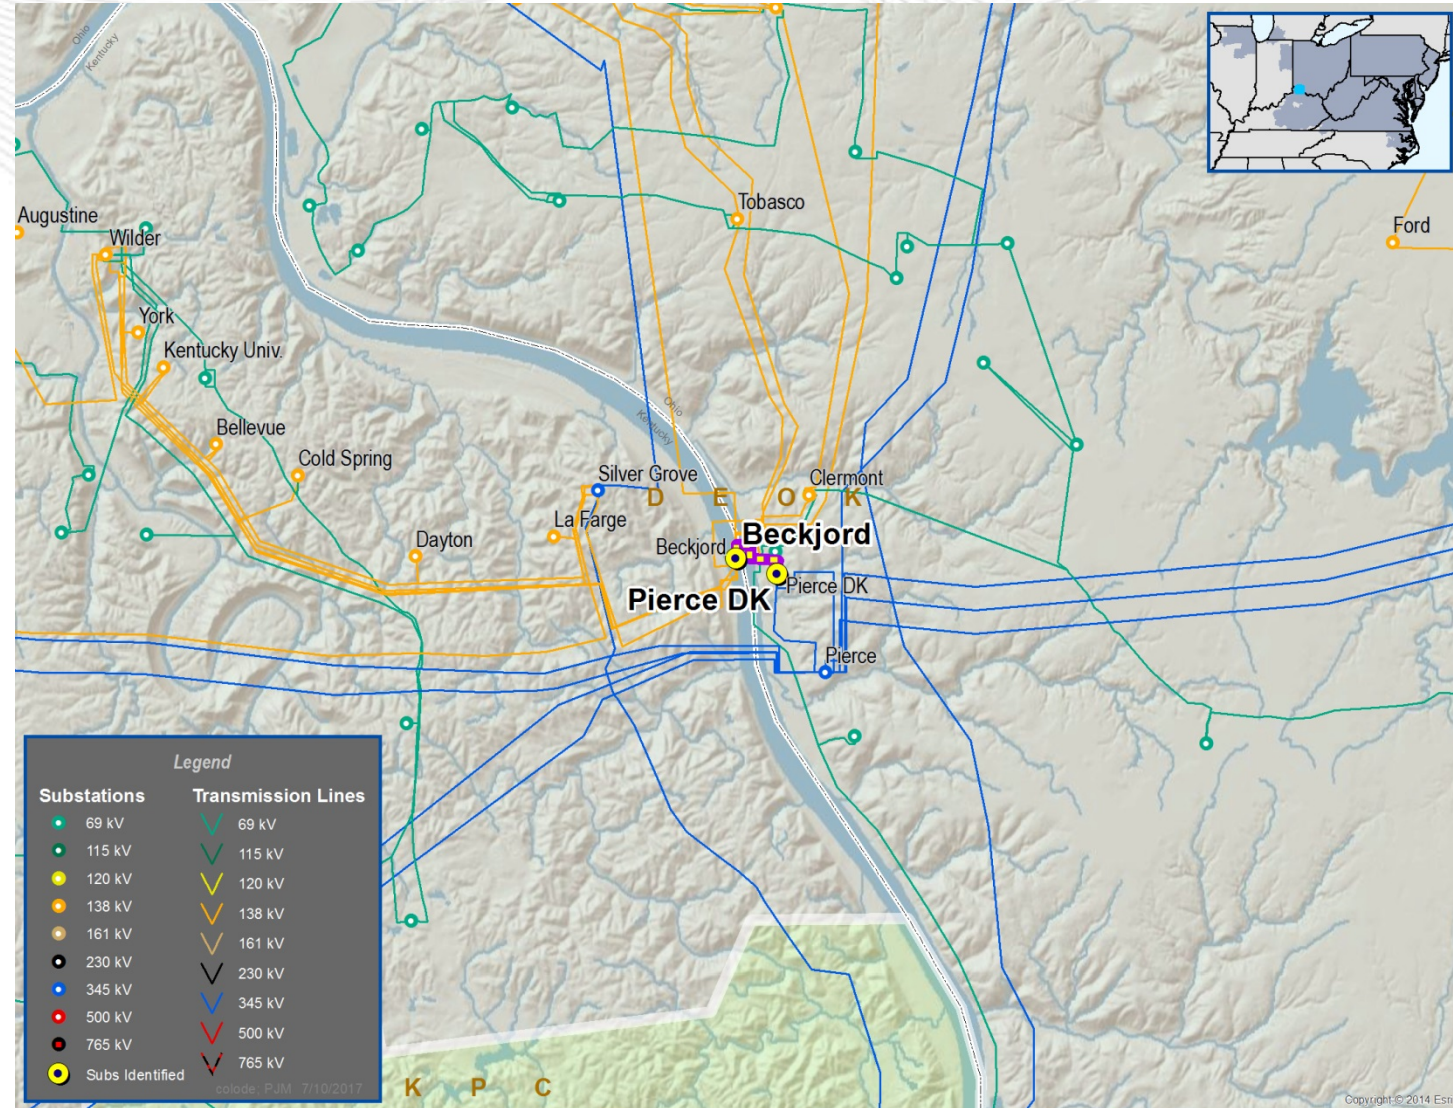 Ohio
Kentucky
Augustine
Wilder
York
Kentucky Univ.
Bellevue
Cold Spring
Dayton
Tobasco
Ford
Ohio
Kentucky
Silver Grove
La Farge
Clermont
D E O K
Beckjord
Beckjord
Pierce DK
Pierce DK
Pierce
Legend
Substations Transmission Lines
69 kV 69 kV
115 kV 115 kV
120 kV 120 kV
138 kV 138 kV
161 kV 161 kV
230 kV 230 kV
345 kV 345 kV
500 kV 500 kV
765 kV 765 kV
Subs Identified
colode; PJM 7/10/2017
K P C
Copyright:© 2014 Esri